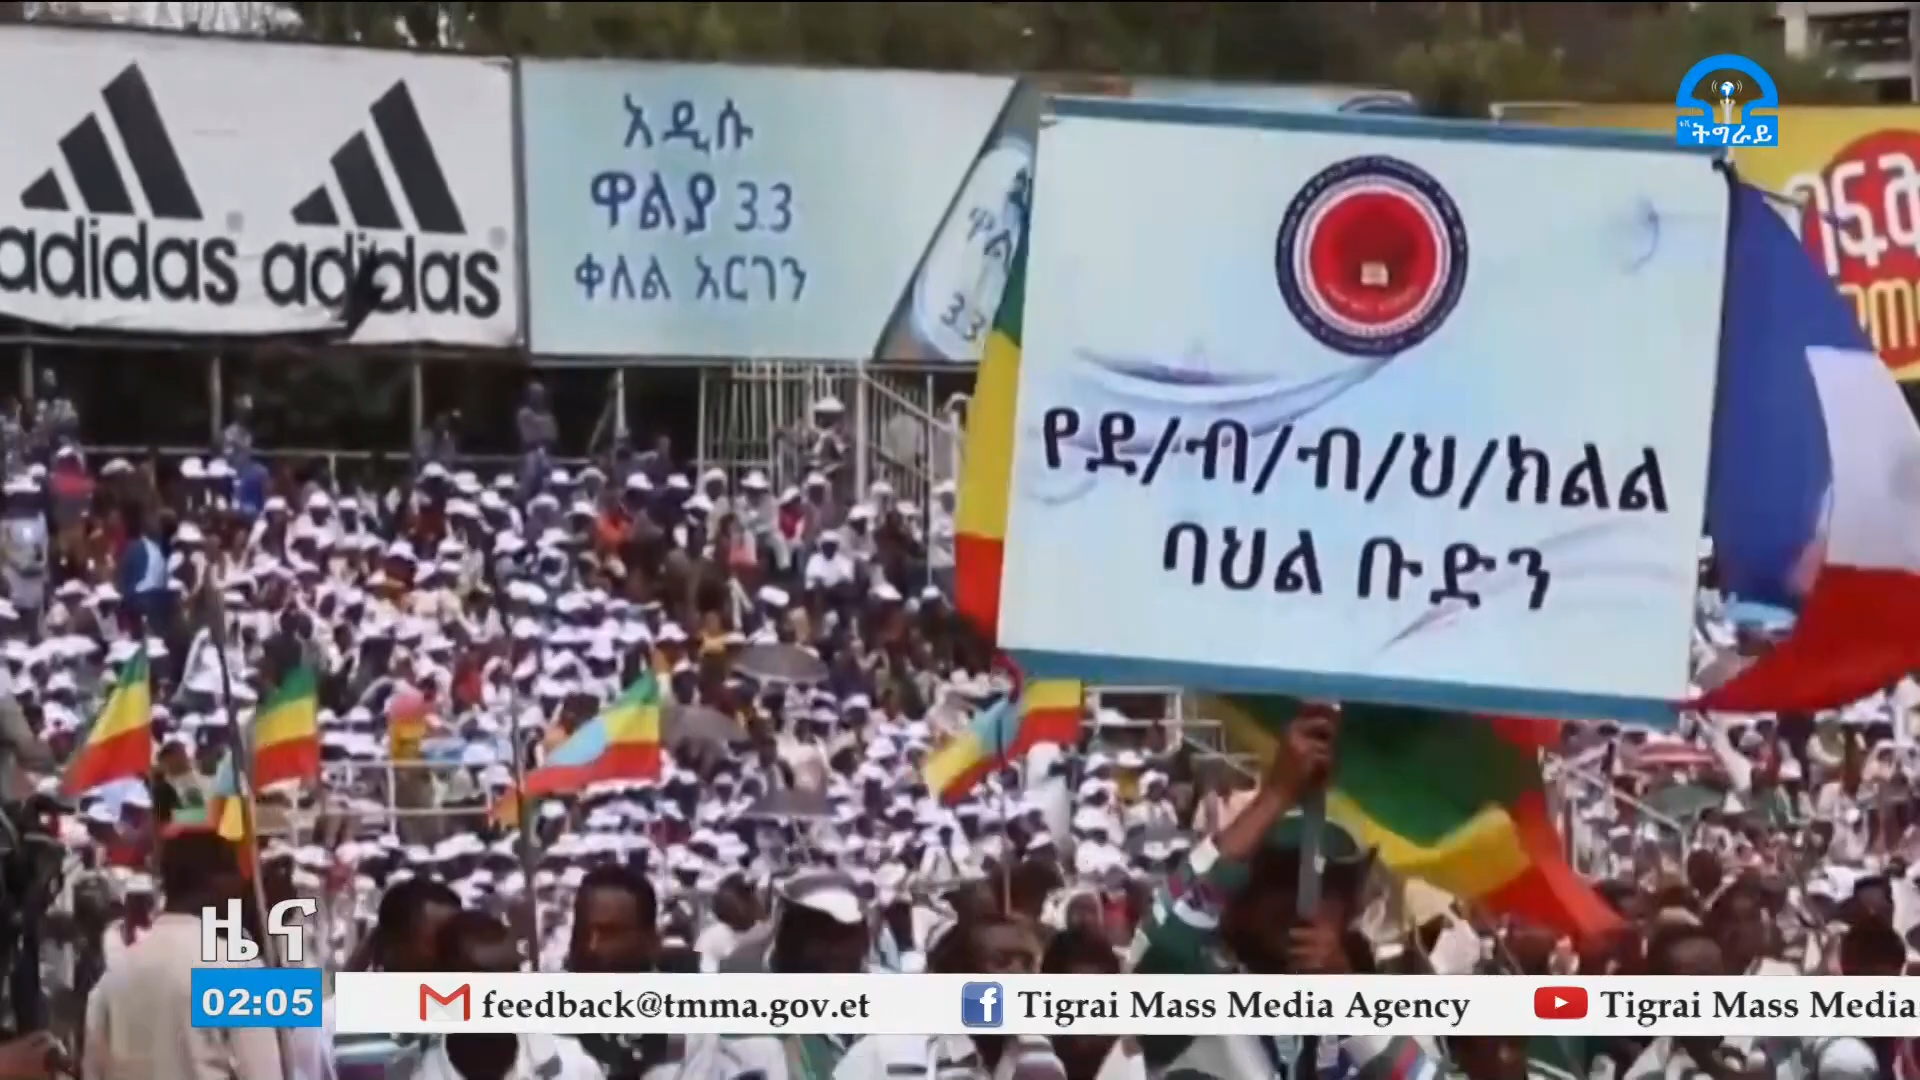 adidas adidas
አዲሱ
ዋልያ 33
ቀለል አርገን
33
ትግራይ
የደ/ብ/ብ/ህ/ክልል
ባህል ቡድን
ዜና
02:05
feedback@tmma.gov.et
Tigrai Mass Media Agency
Tigrai Mass Media